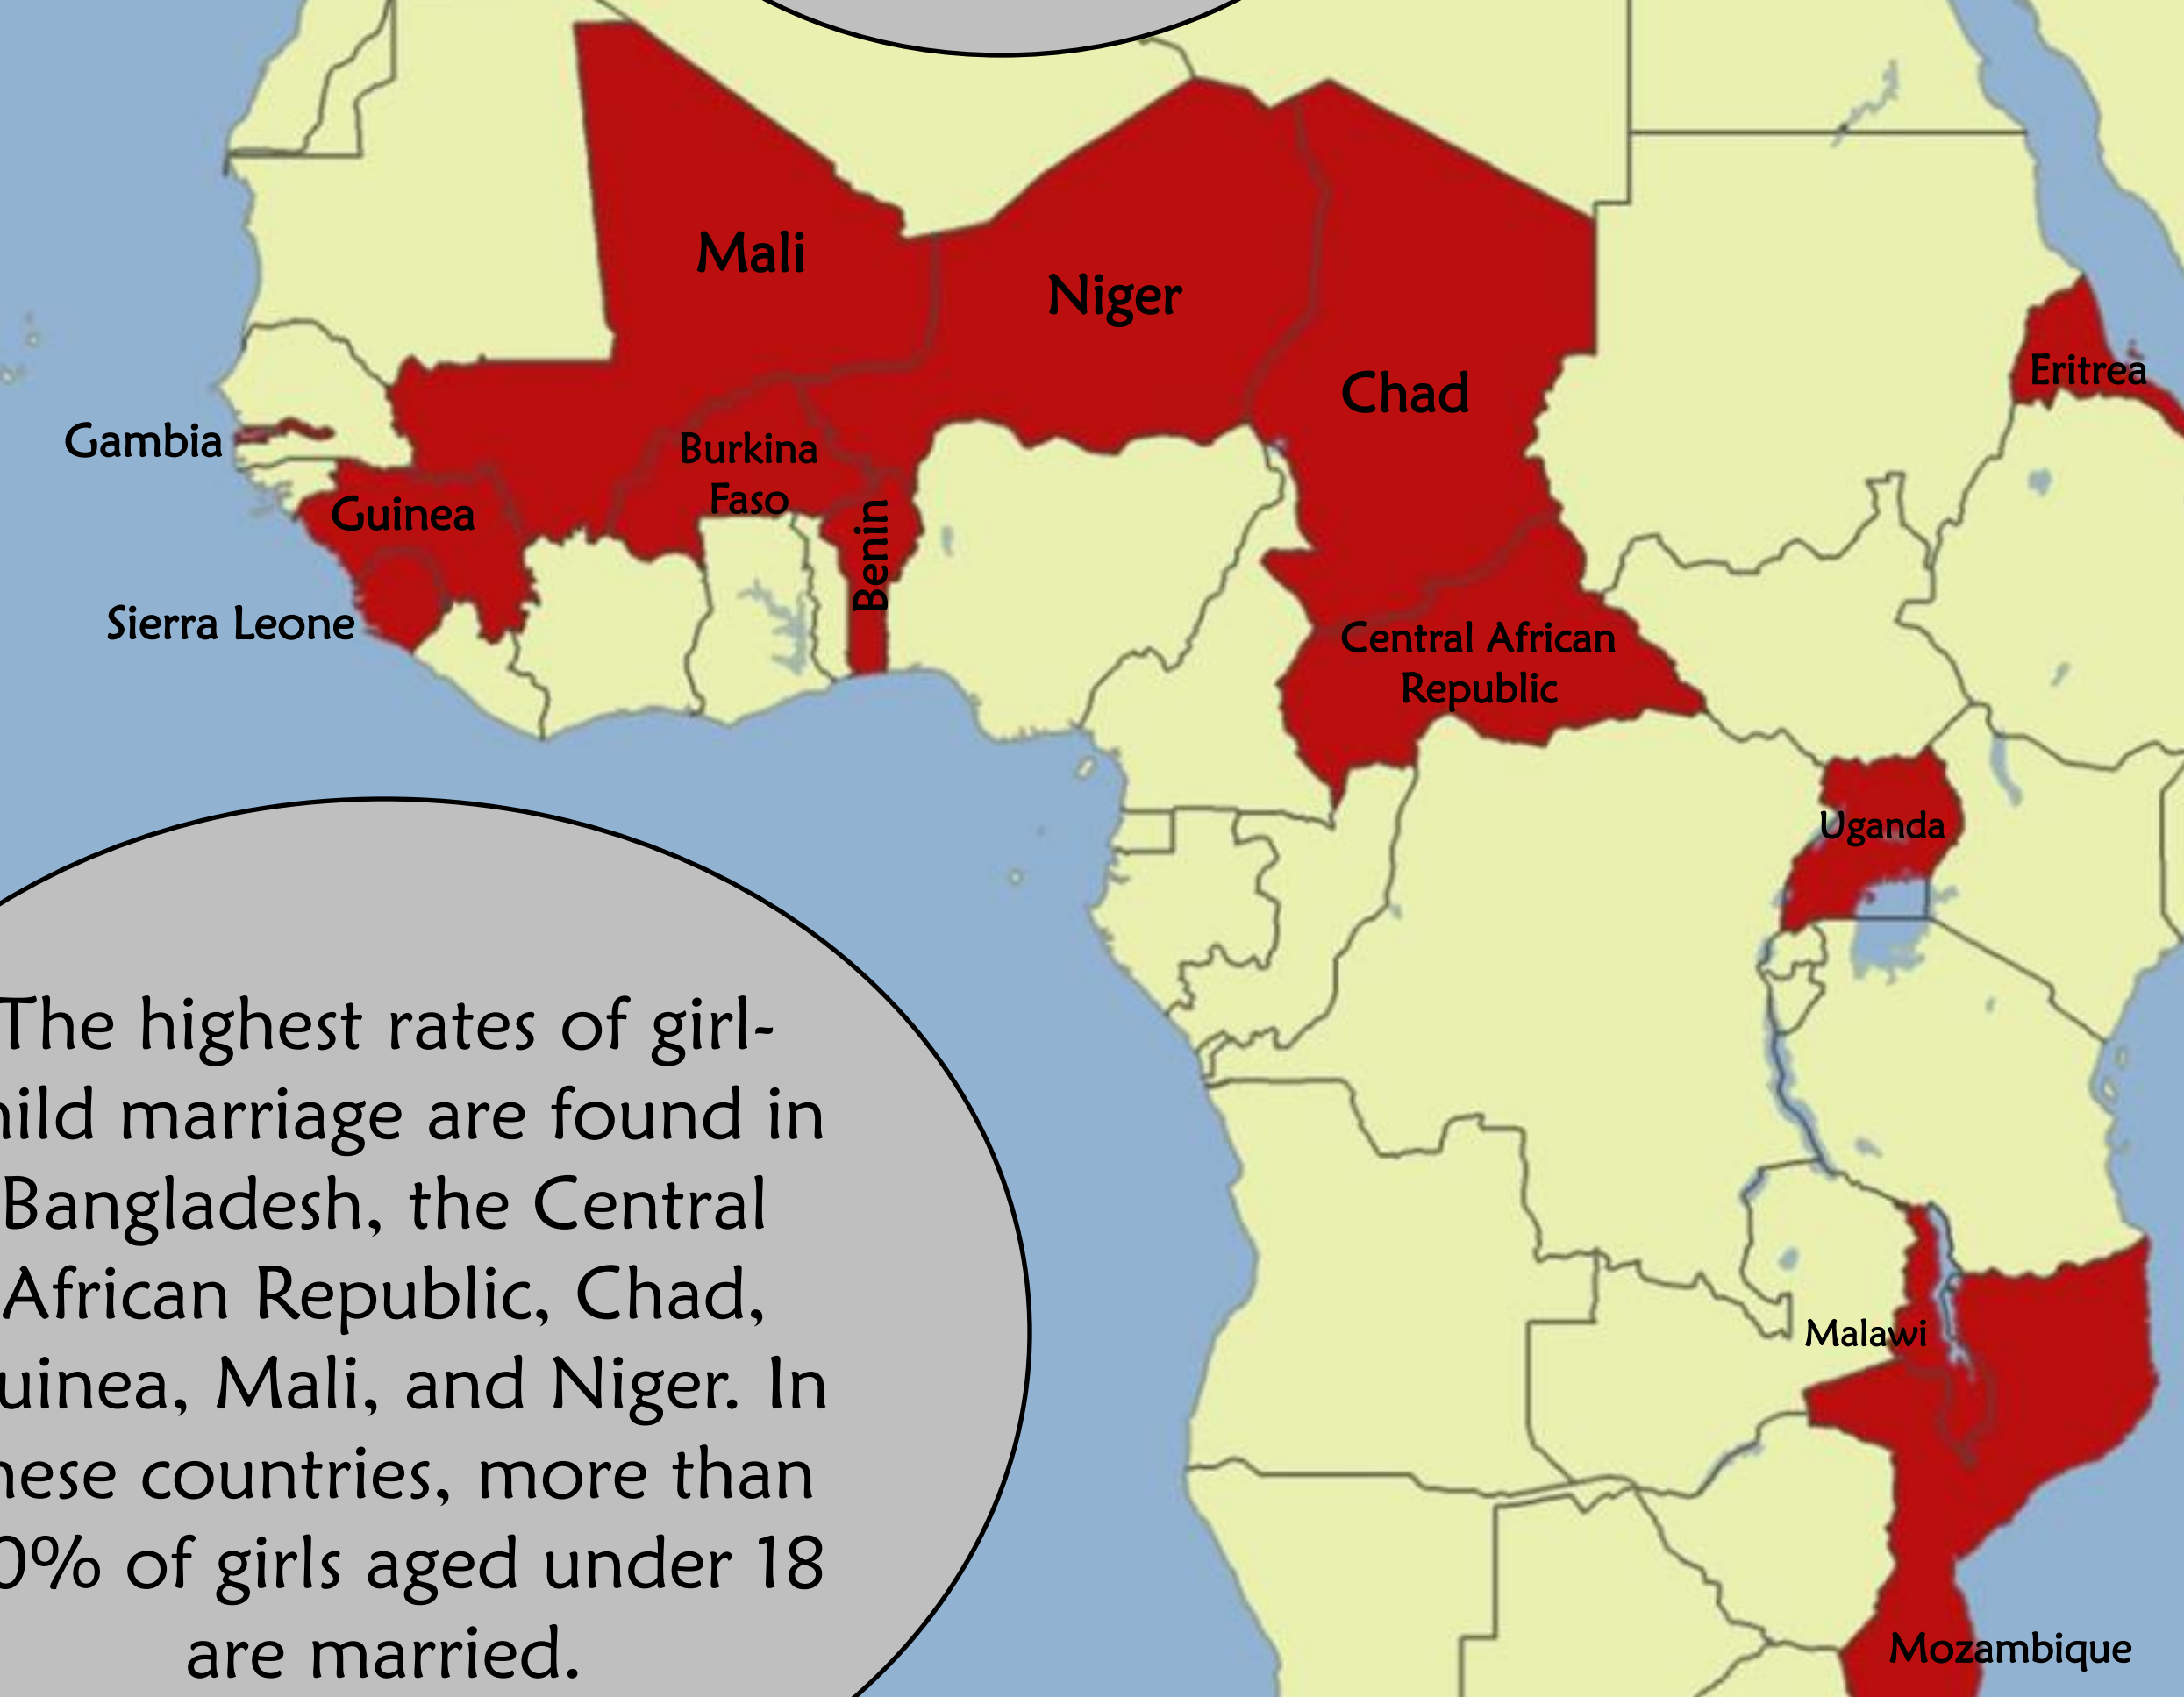 Mali
Niger
Chad
Eritrea
Gambia
Burkina
Faso
Guinea
Benin
Sierra Leone
Central African
Republic
Uganda
Malawi
Mozambique
The highest rates of girl-
hild marriage are found in
Bangladesh, the Central
African Republic, Chad,
uinea, Mali, and Niger. In
hese countries, more than
0% of girls aged under 18
are married.